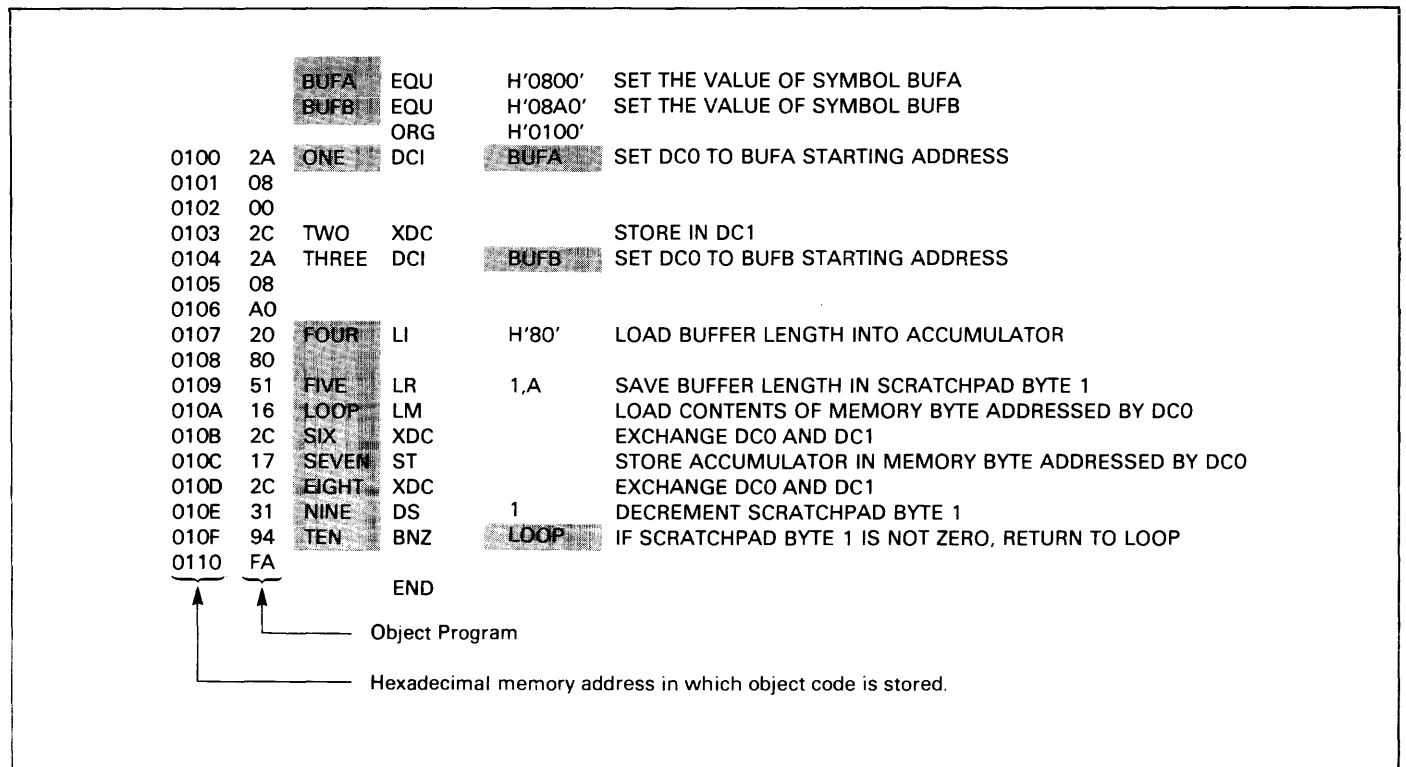 BUFA EQU H'0800' SET THE VALUE OF SYMBOL BUFA
BUFB EQU H'08A0' SET THE VALUE OF SYMBOL BUFB
ORG H'0100'
0100 2A ONE DCI BUFA SET DC0 TO BUFA STARTING ADDRESS
0101 08
0102 00
0103 2C TWO XDC STORE IN DC1
0104 2A THREE DCI BUFB SET DC0 TO BUFB STARTING ADDRESS
0105 08
0106 A0
0107 20 FOUR LI H'80' LOAD BUFFER LENGTH INTO ACCUMULATOR
0108 80
0109 51 FIVE LR 1,A SAVE BUFFER LENGTH IN SCRATCHPAD BYTE 1
010A 16 LOOP LM LOAD CONTENTS OF MEMORY BYTE ADDRESSED BY DC0
010B 2C SIX XDC EXCHANGE DC0 AND DC1
010C 17 SEVEN ST STORE ACCUMULATOR IN MEMORY BYTE ADDRESSED BY DC0
010D 2C EIGHT XDC EXCHANGE DC0 AND DC1
010E 31 NINE DS 1 DECREMENT SCRATCHPAD BYTE 1
010F 94 TEN BNZ LOOP IF SCRATCHPAD BYTE 1 IS NOT ZERO, RETURN TO LOOP
0110 FA
END
Object Program
Hexadecimal memory address in which object code is stored.